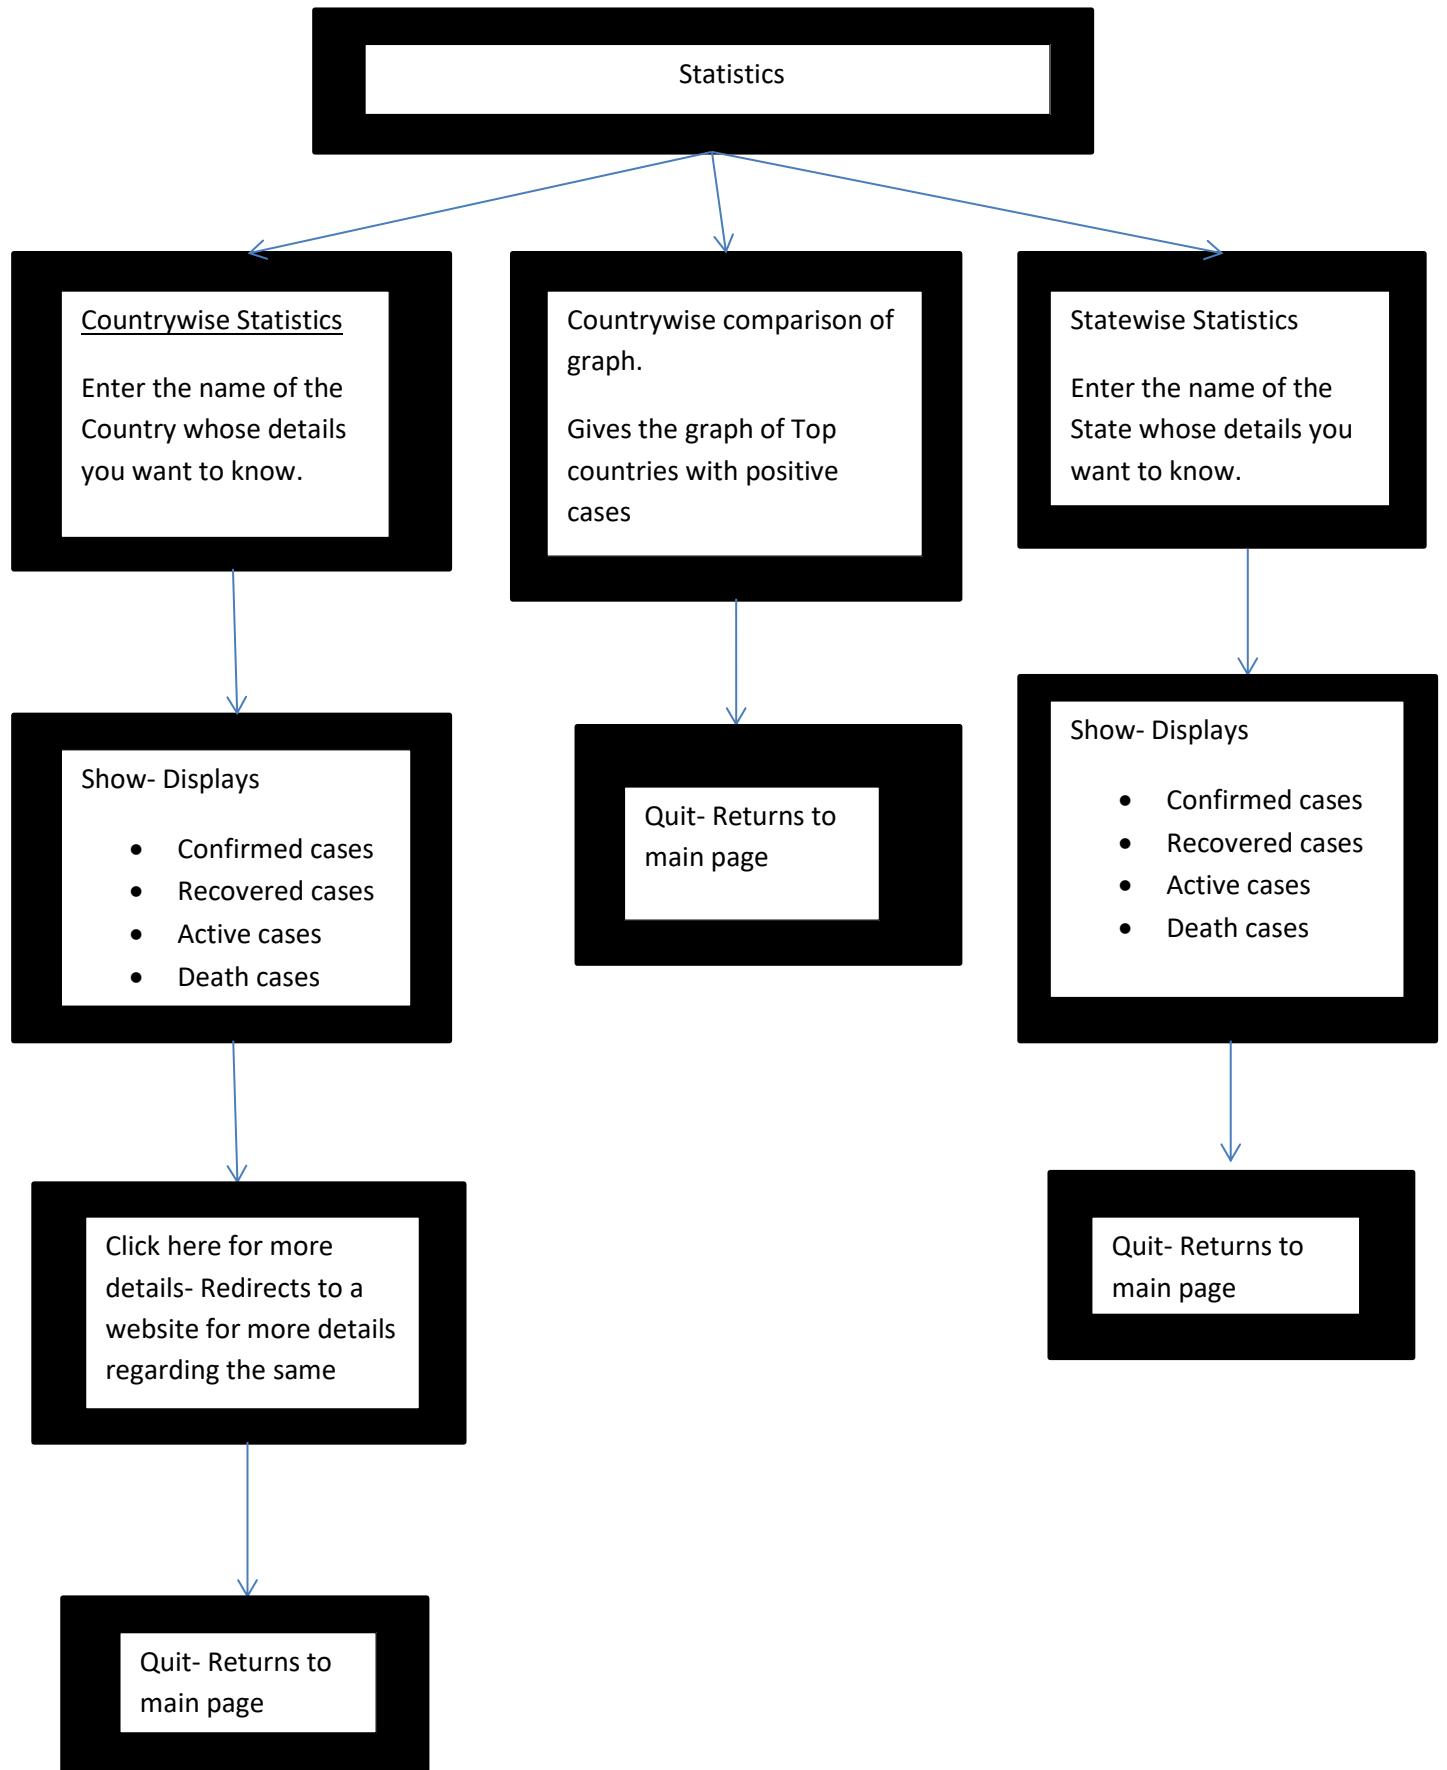 Statistics
Countrywise Statistics
Enter the name of the
Country whose details
you want to know.
Countrywise comparison of
graph.
Gives the graph of Top
countries with positive
cases
Statewise Statistics
Enter the name of the
State whose details you
want to know.
Show- Displays
• Confirmed cases
• Recovered cases
• Active cases
• Death cases
Quit- Returns to
main page
Show- Displays
• Confirmed cases
• Recovered cases
• Active cases
• Death cases
Click here for more
details- Redirects to a
website for more details
regarding the same
Quit- Returns to
main page
Quit- Returns to
main page